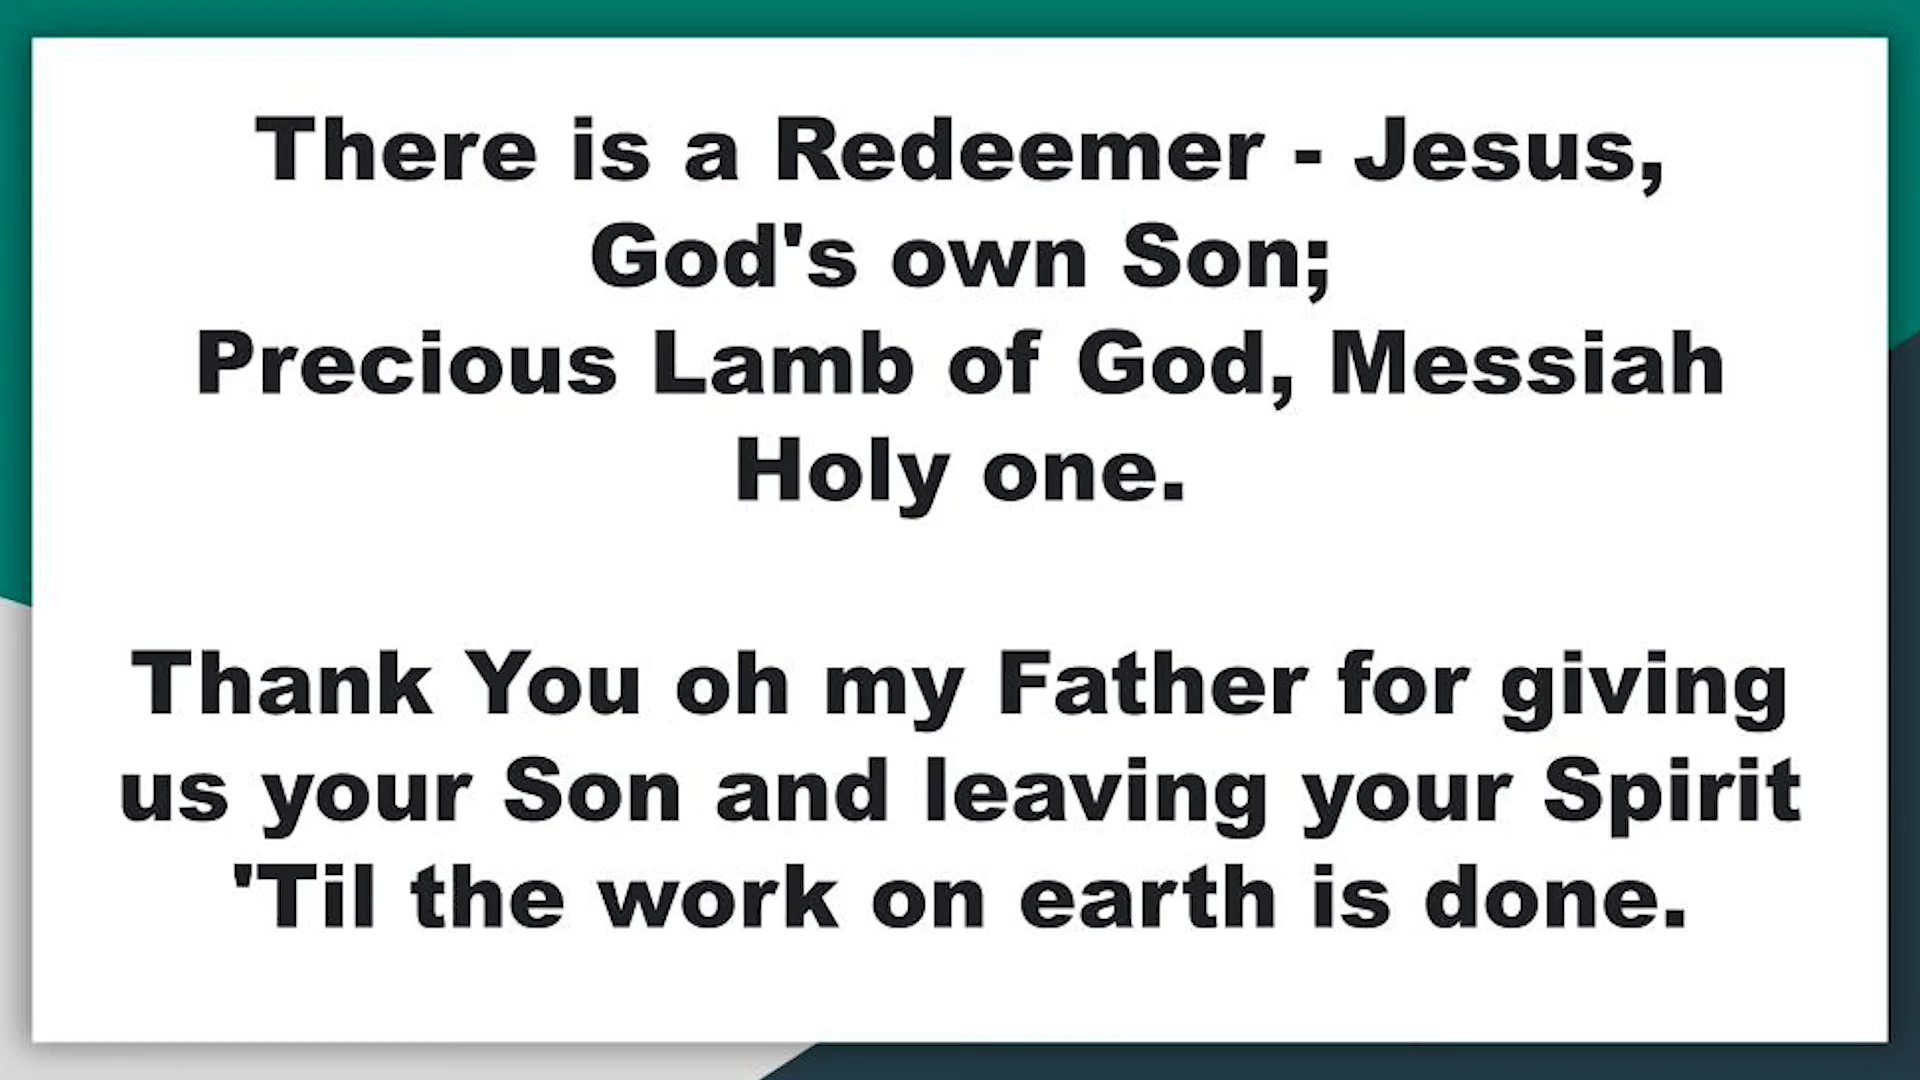 There is a Redeemer - Jesus,
God's own Son;
Precious Lamb of God, Messiah
Holy one.
Thank You oh my Father for giving
us your Son and leaving your Spirit
'Til the work on earth is done.